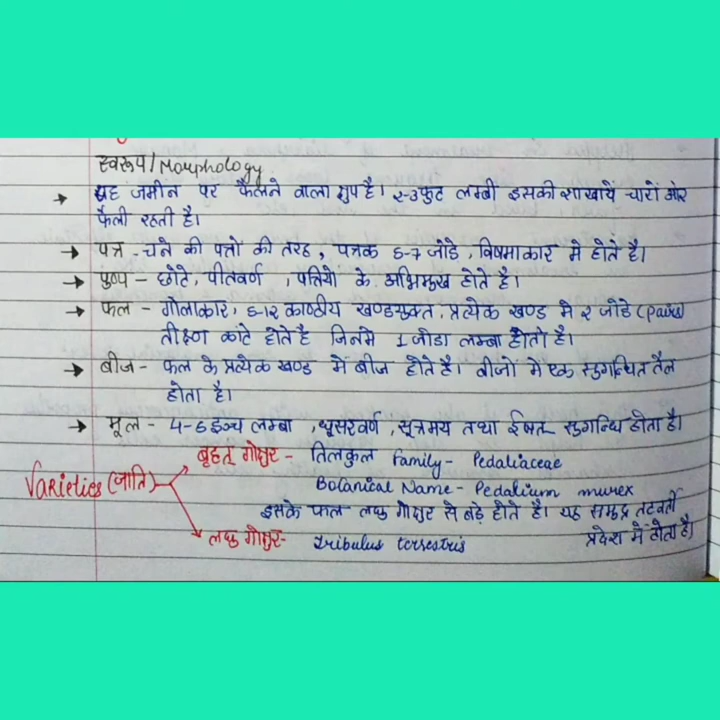 स्वरूप/Morphology
→ यह जमीन पर फैलने वाला क्षुप है। २-3फुट लम्बी इसकी शाखायें चारों ओर
फैली रहती है।
→ पत्र - चने की पत्तो की तरह, पत्रक 5-7 जोडे, विषमाकार मे होते है।
→ पुष्प - छोटे, पीतवर्ण, पत्तियो के अभिमुख होते है।
→ फल - गोलाकार, 5-12 काष्ठीय खण्डयुक्त, प्रत्येक खण्ड मे २ जोडे (Pairs)
तीक्ष्ण कांटे होते है जिनमे 1 जोडा लम्बा होता है।
→ बीज - फल के प्रत्येक खण्ड में बीज होते है। बीजों मे एक सुगन्धित तैल
होता है।
→ मूल - 4-6 इञ्च लम्बा, धूसरवर्ण, सूत्रमय तथा ईषत् सुगन्धि होता है।
बृहत् गोक्षुर - तिलकुल Family - Pedaliaceae
Varieties (जाति)
Botanical Name - Pedalium murex
इसके फल लघु गोक्षुर से बडे होते है। यह समुद्र तटवर्ती
प्रदेश में होता है।
लघु गोक्षुर - Tribulus terrestris